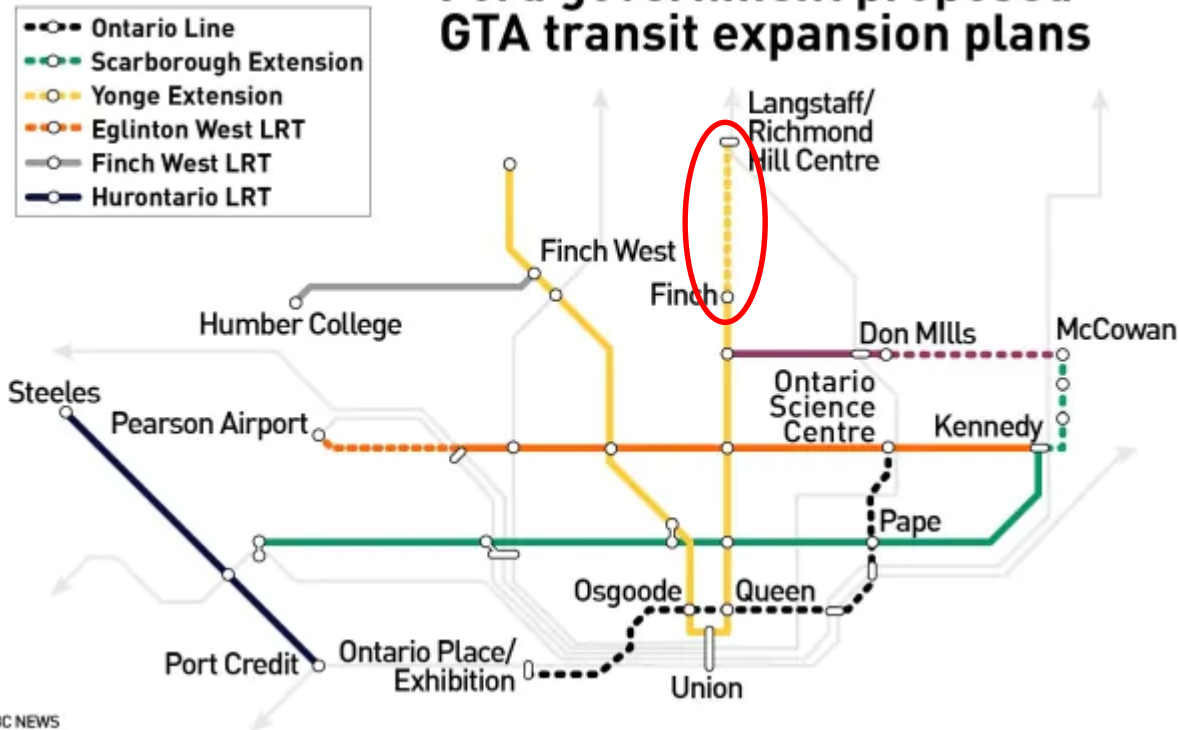 GTA transit expansion plans
Ontario Line
Scarborough Extension
Yonge Extension
Eglinton West LRT
Finch West LRT
Hurontario LRT
Langstaff/
Richmond
Hill Centre
Finch West
Finch
Humber College
Don MIlls
McCowan
Steeles
Pearson Airport
Ontario
Science
Centre
Kennedy
Pape
Osgoode
Queen
Port Credit
Ontario Place/
Exhibition
Union
NEWS